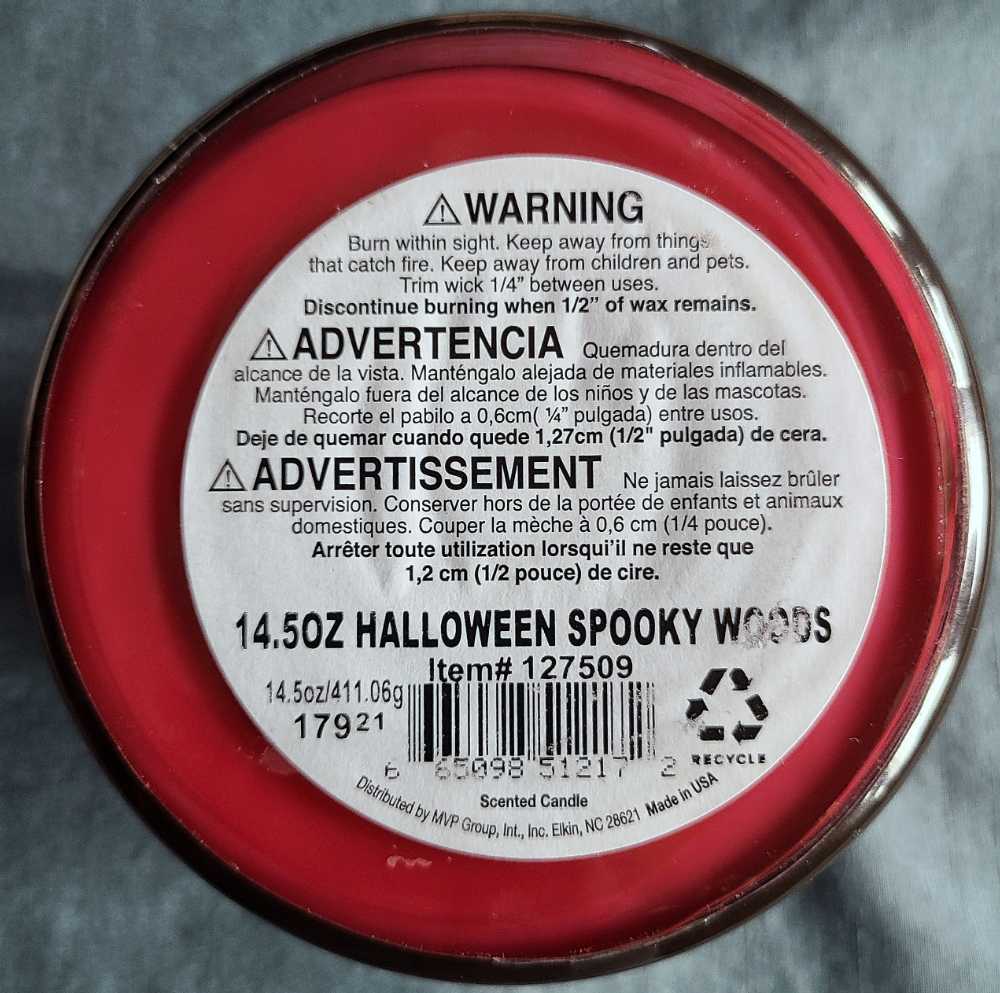 ⚠ WARNING
Burn within sight. Keep away from things
that catch fire. Keep away from children and pets.
Trim wick 1/4” between uses.
Discontinue burning when 1/2” of wax remains.
⚠ ADVERTENCIA Quemadura dentro del
alcance de la vista. Manténgalo alejada de materiales inflamables.
Manténgalo fuera del alcance de los niños y de las mascotas.
Recorte el pabilo a 0,6cm( ¼” pulgada) entre usos.
Deje de quemar cuando quede 1,27cm (1/2" pulgada) de cera.
⚠ ADVERTISSEMENT Ne jamais laissez brûler
sans supervision. Conserver hors de la portée de enfants et animaux
domestiques. Couper la mèche à 0,6 cm (1/4 pouce).
Arrêter toute utilization lorsqui’il ne reste que
1,2 cm (1/2 pouce) de cire.
14.5OZ HALLOWEEN SPOOKY WOODS
Item# 127509
14.5oz/411.06g
17921
6 65098 51217 2
RECYCLE
Scented Candle
Distributed by MVP Group, Int., Inc. Elkin, NC 28621 Made in USA